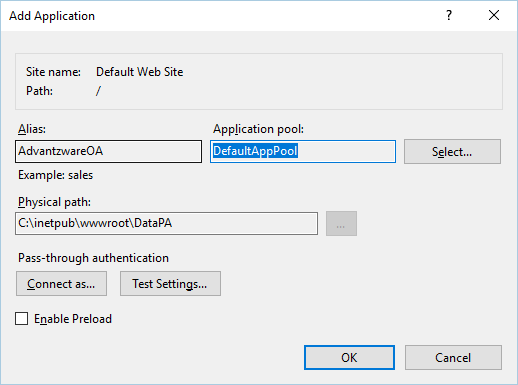 Add Application
?
Site name: Default Web Site
Path: /
Alias: Application pool:
AdvantzwareOA DefaultAppPool Select...
Example: sales
Physical path:
C:\inetpub\wwwroot\DataPA ...
Pass-through authentication
Connect as... Test Settings...
Enable Preload
OK Cancel